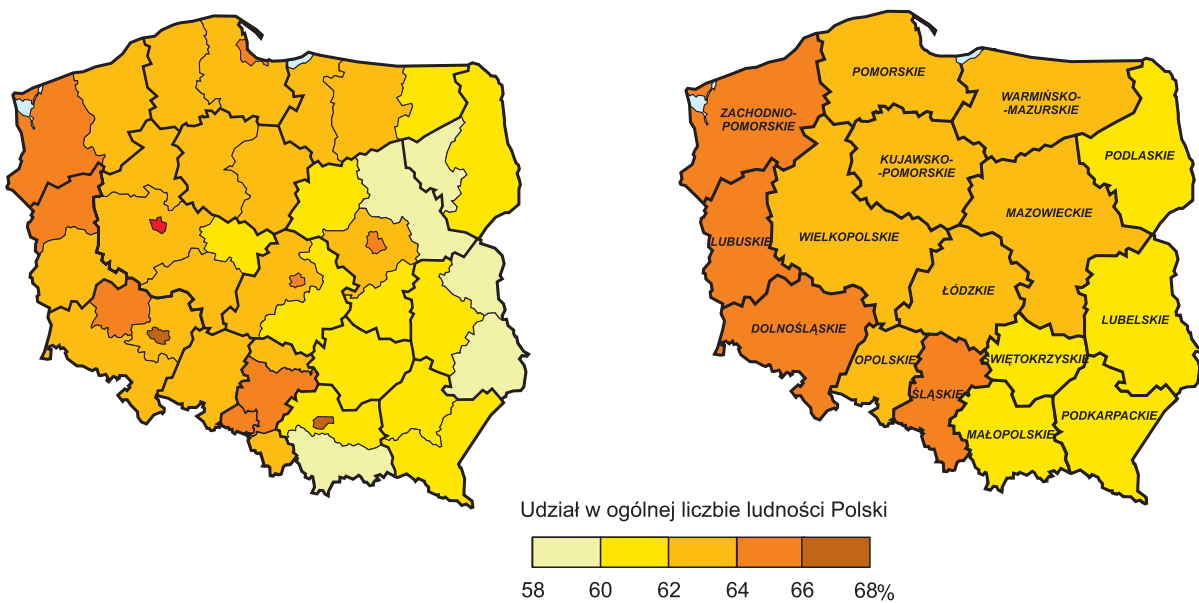 POMORSKIE
WARMIŃSKO-
-MAZURSKIE
ZACHODNIO-
POMORSKIE
PODLASKIE
KUJAWSKO-
-POMORSKIE
MAZOWIECKIE
LUBUSKIE
WIELKOPOLSKIE
ŁÓDZKIE
LUBELSKIE
DOLNOŚLĄSKIE
OPOLSKIE
ŚWIĘTOKRZYSKIE
ŚLĄSKIE
PODKARPACKIE
MAŁOPOLSKIE
Udział w ogólnej liczbie ludności Polski
58 60 62 64 66 68%